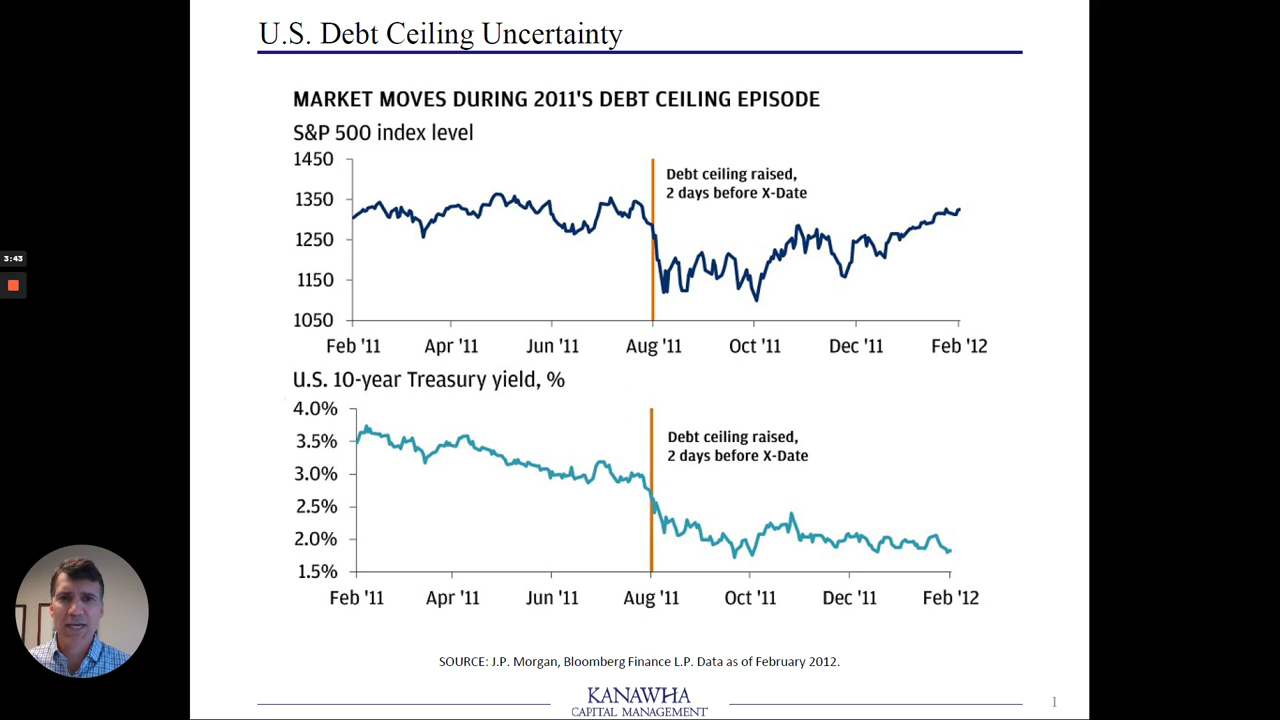 U.S. Debt Ceiling Uncertainty
MARKET MOVES DURING 2011'S DEBT CEILING EPISODE
S&P 500 index level
1450
1350
1250
1150
1050
Debt ceiling raised,
2 days before X-Date
Feb '11 Apr '11 Jun '11 Aug '11 Oct '11 Dec '11 Feb '12
U.S. 10-year Treasury yield, %
4.0%
3.5%
3.0%
2.5%
2.0%
1.5%
Debt ceiling raised,
2 days before X-Date
Feb '11 Apr '11 Jun '11 Aug '11 Oct '11 Dec '11 Feb '12
3:43
SOURCE: J.P. Morgan, Bloomberg Finance L.P. Data as of February 2012.
KANAWHA
CAPITAL MANAGEMENT
1